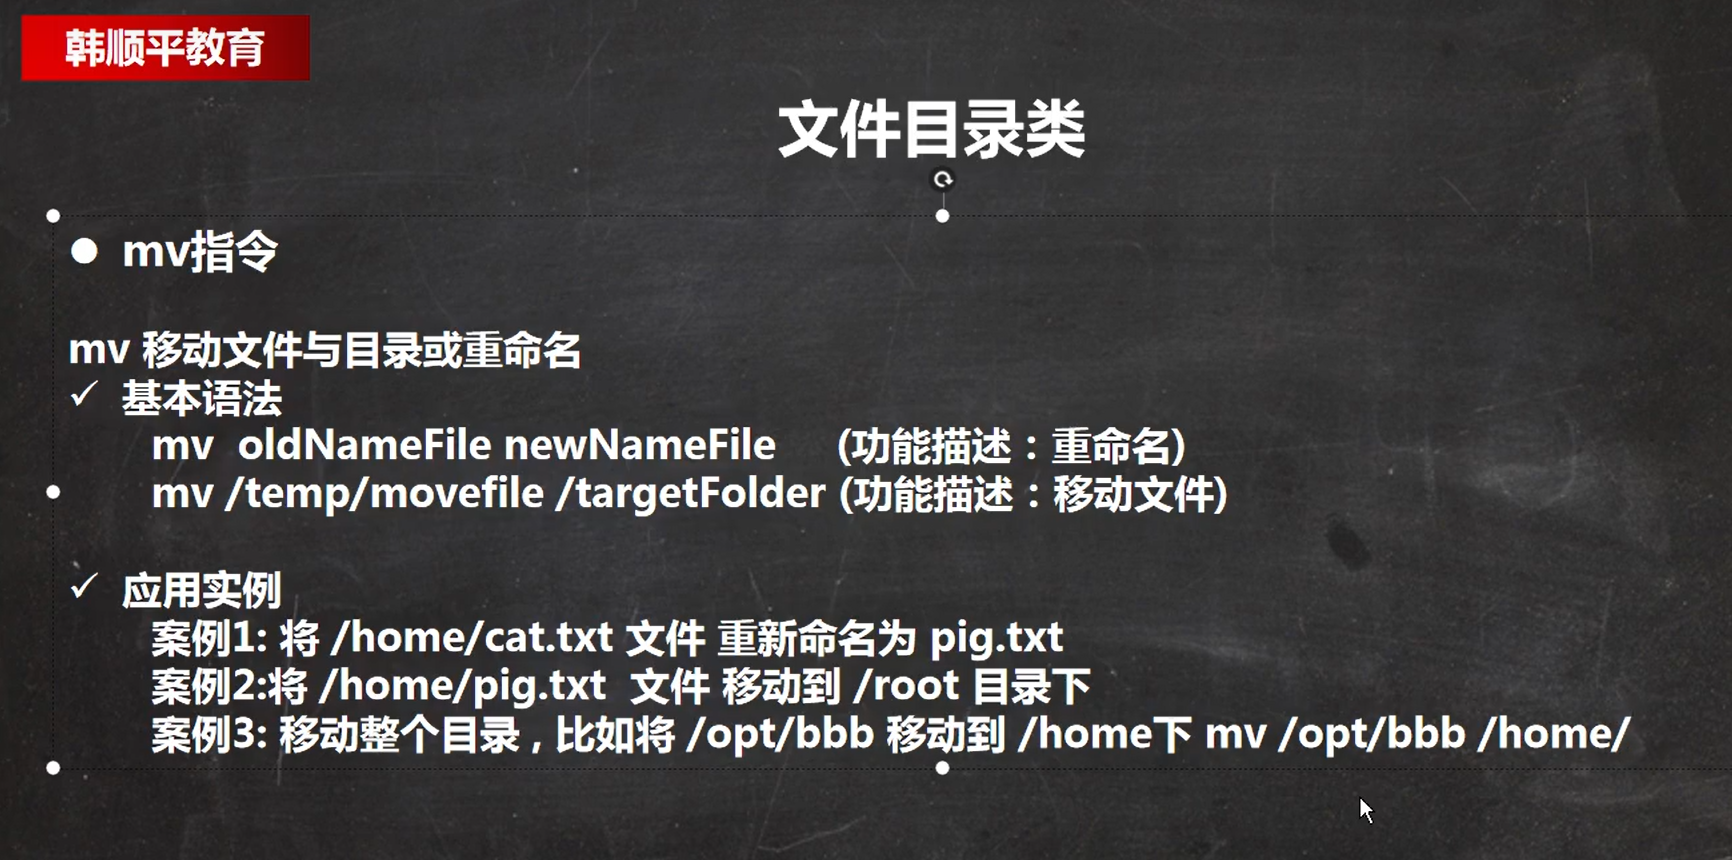 韩顺平教育
文件目录类
● mv指令
mv 移动文件与目录或重命名
✓ 基本语法
mv  oldNameFile newNameFile     (功能描述：重命名)
mv /temp/movefile /targetFolder (功能描述：移动文件)
✓ 应用实例
案例1: 将 /home/cat.txt 文件 重新命名为 pig.txt
案例2:将 /home/pig.txt  文件 移动到 /root 目录下
案例3: 移动整个目录，比如将 /opt/bbb 移动到 /home下 mv /opt/bbb /home/